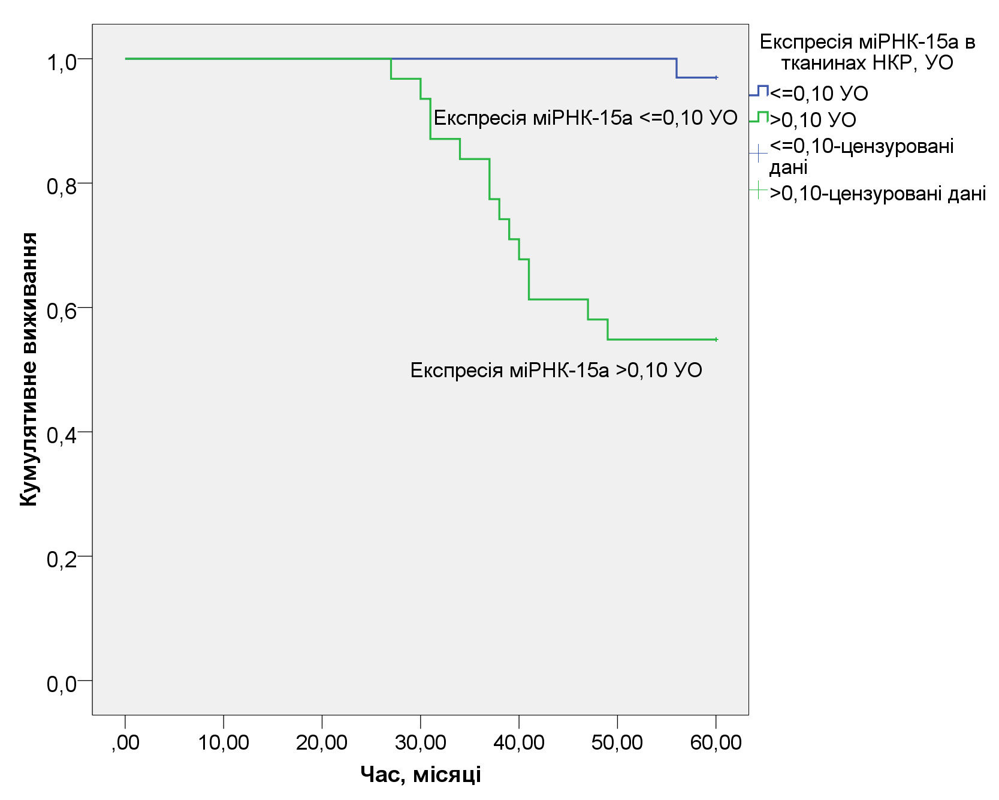 Експресія міРНК-15а в
тканинах НКР, УО
<=0,10 УО
>0,10 УО
<=0,10-цензуровані
дані
>0,10-цензуровані дані
Експресія міРНК-15а <=0,10 УО
Експресія міРНК-15а >0,10 УО
Кумулятивне виживання
1,0
0,8
0,6
0,4
0,2
0,0
,00 10,00 20,00 30,00 40,00 50,00 60,00
Час, місяці